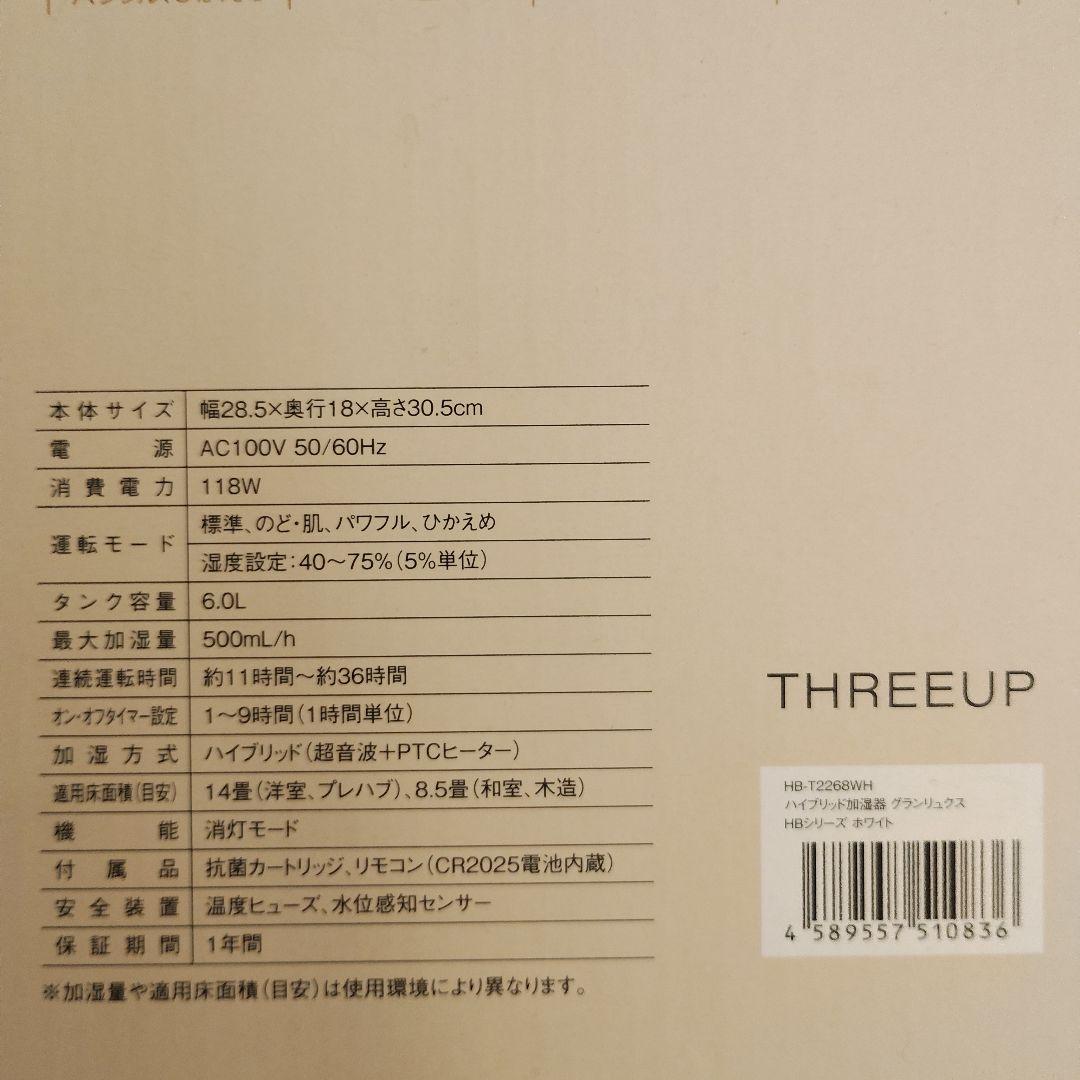 本体サイズ 幅28.5×奥行18×高さ30.5cm
電源 AC100V 50/60Hz
消費電力 118W
運転モード 標準、のど・肌、パワフル、ひかえめ
湿度設定：40～75%（5%単位）
タンク容量 6.0L
最大加湿量 500mL/h
連続運転時間 約11時間～約36時間
オン・オフタイマー設定 1～9時間（1時間単位）
加湿方式 ハイブリッド（超音波＋PTCヒーター）
適用床面積（目安） 14畳（洋室、プレハブ）、8.5畳（和室、木造）
機能 消灯モード
付属品 抗菌カートリッジ、リモコン（CR2025電池内蔵）
安全装置 温度ヒューズ、水位感知センサー
保証期間 1年間
※加湿量や適用床面積（目安）は使用環境により異なります。
THREEUP
HB-T2268WH
ハイブリッド加湿器 グランリュクス
HBシリーズ ホワイト
4 589557 510836